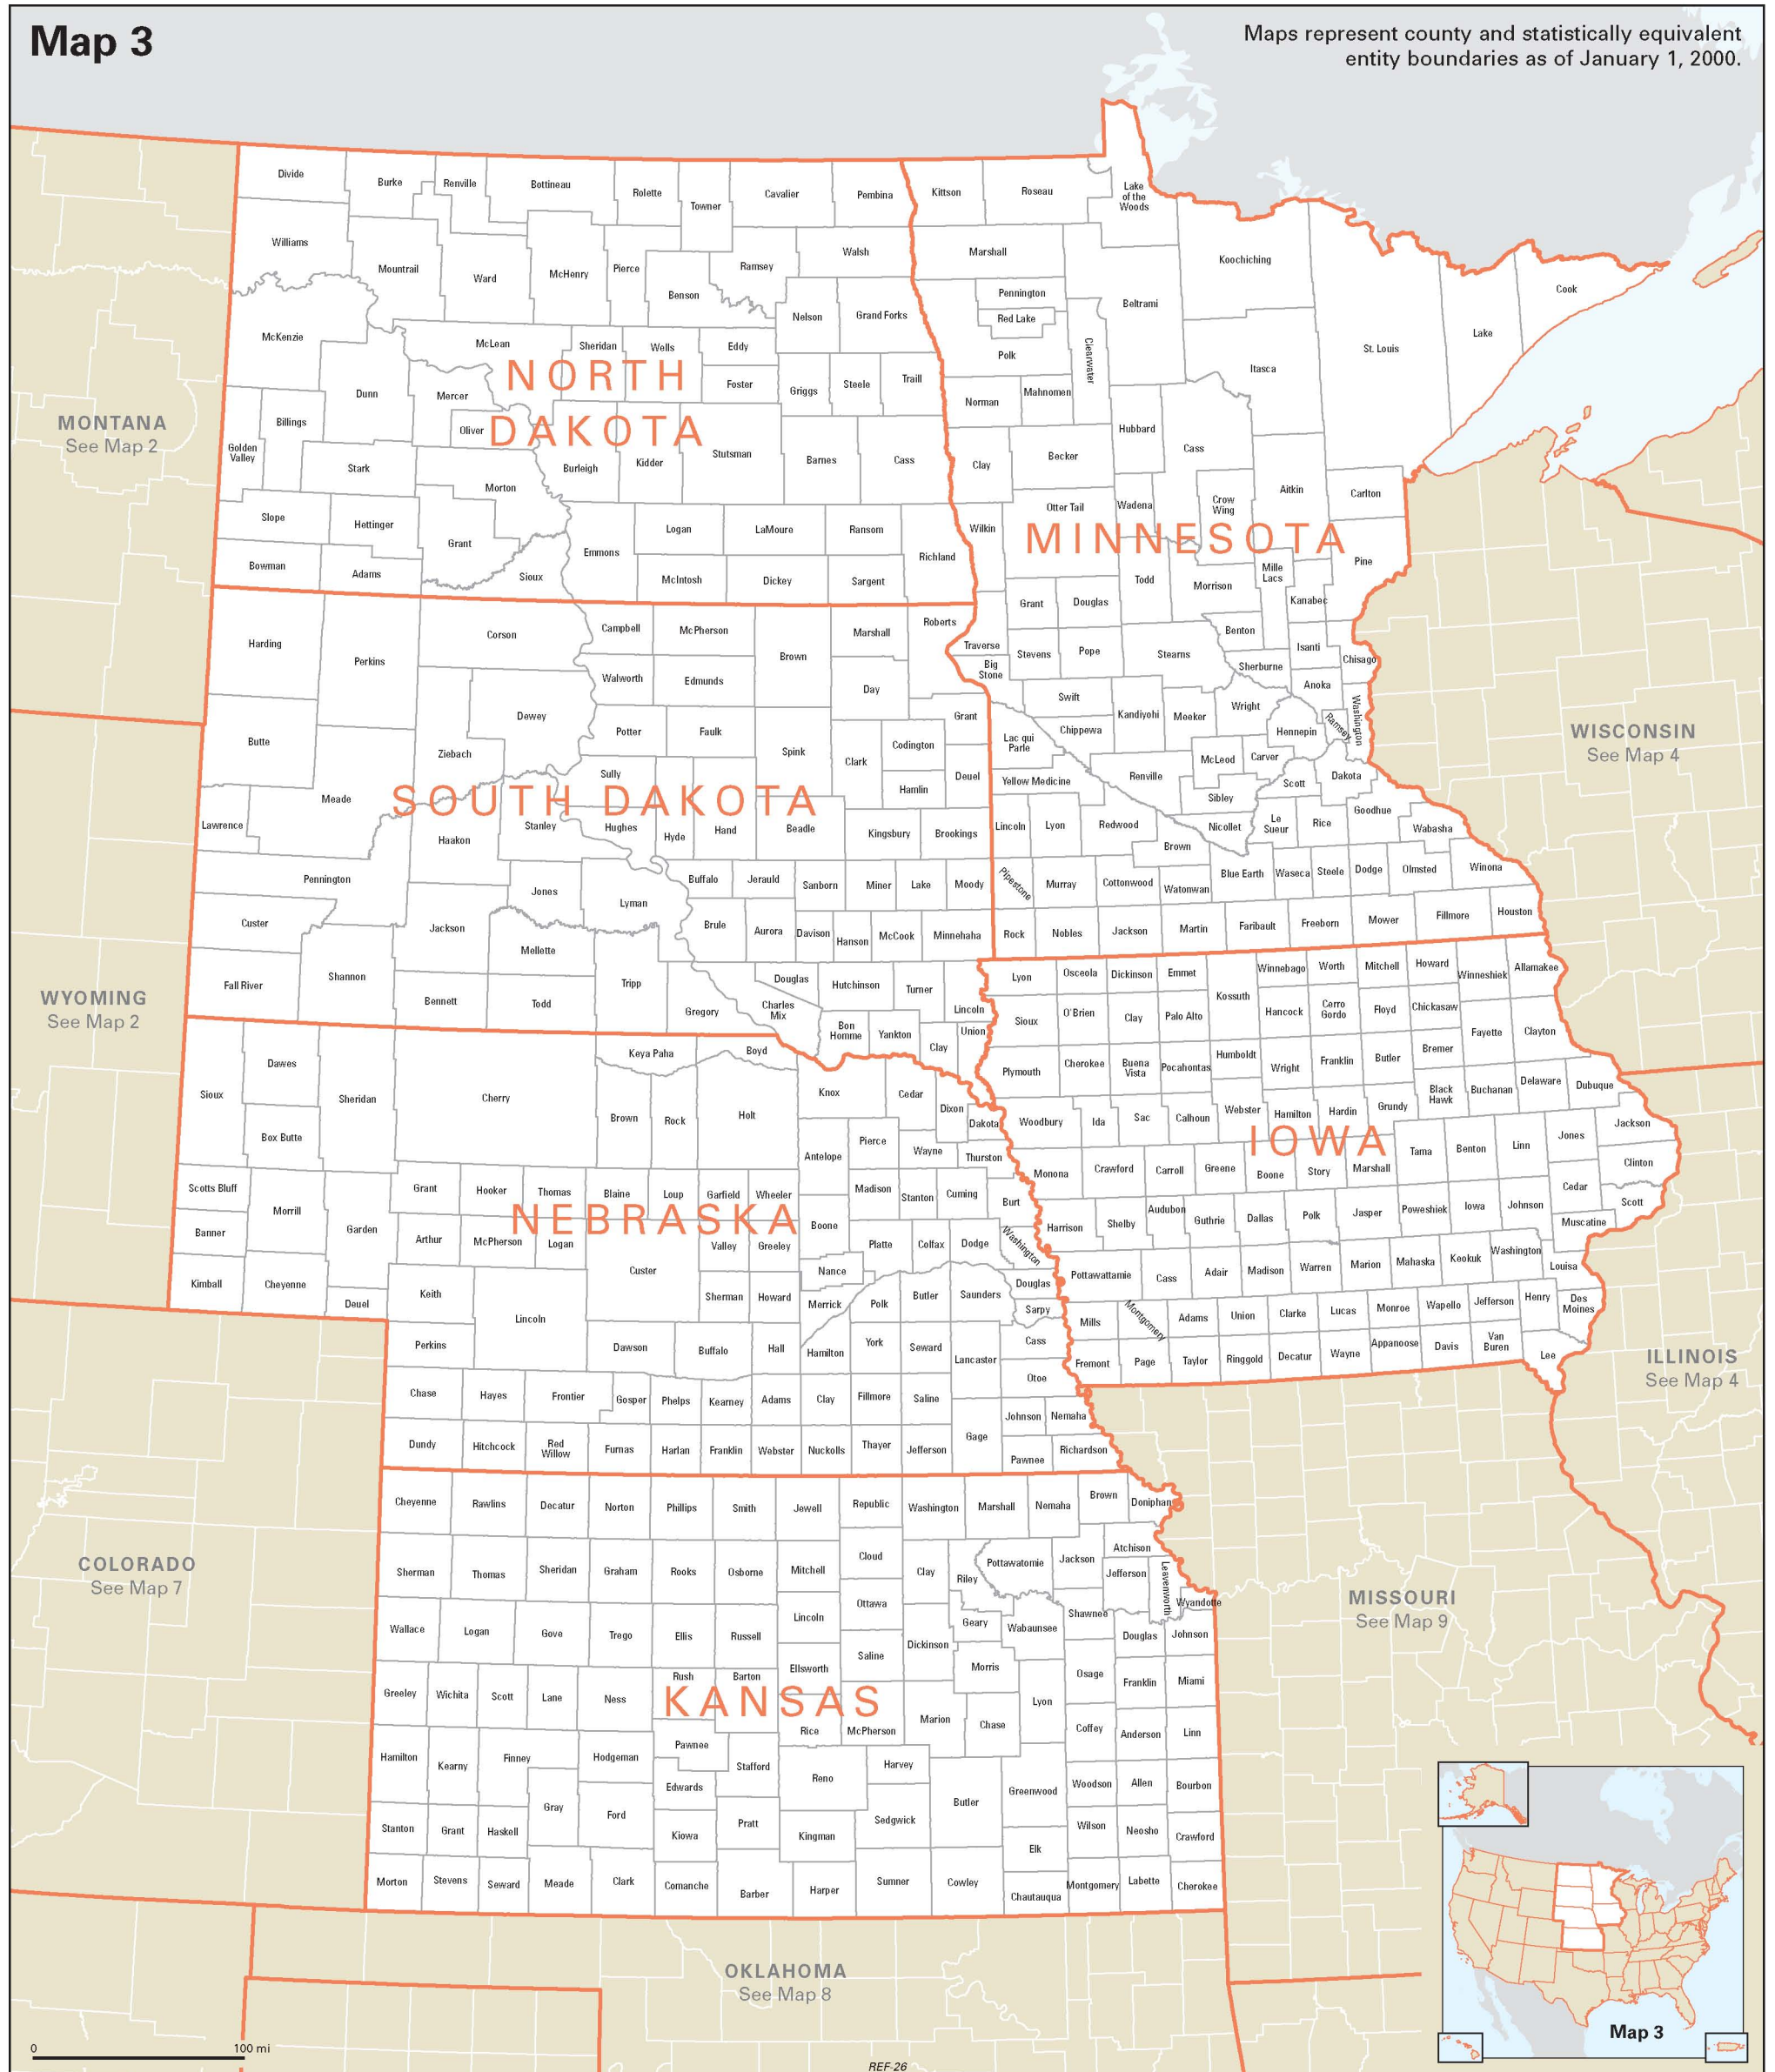 Map 3
Maps represent county and statistically equivalent
entity boundaries as of January 1, 2000.
MONTANA
See Map 2
WYOMING
See Map 2
COLORADO
See Map 7
OKLAHOMA
See Map 8
MISSOURI
See Map 9
ILLINOIS
See Map 4
WISCONSIN
See Map 4
NORTH
DAKOTA
Divide
Burke
Renville
Bottineau
Rolette
Towner
Cavalier
Pembina
Williams
Mountrail
Ward
McHenry
Pierce
Benson
Ramsey
Walsh
Nelson
Grand Forks
McKenzie
McLean
Sheridan
Wells
Eddy
Foster
Griggs
Steele
Traill
Dunn
Mercer
Oliver
Billings
Golden
Valley
Stark
Morton
Burleigh
Kidder
Stutsman
Barnes
Cass
Slope
Hettinger
Grant
Emmons
Logan
LaMoure
Ransom
Richland
Bowman
Adams
Sioux
McIntosh
Dickey
Sargent
MINNESOTA
Kittson
Roseau
Lake
of the
Woods
Marshall
Koochiching
Pennington
Red Lake
Beltrami
Polk
Clearwater
Itasca
St. Louis
Lake
Cook
Norman
Mahnomen
Hubbard
Cass
Clay
Becker
Otter Tail
Wadena
Crow
Wing
Aitkin
Carlton
Wilkin
Todd
Morrison
Mille
Lacs
Kanabec
Pine
Grant
Douglas
Traverse
Big
Stone
Stevens
Pope
Stearns
Benton
Sherburne
Isanti
Chisago
Anoka
Swift
Kandiyohi
Meeker
Wright
Hennepin
Ramsey
Washington
Lac qui
Parle
Chippewa
Yellow Medicine
Renville
McLeod
Carver
Scott
Dakota
Sibley
Lincoln
Lyon
Redwood
Nicollet
Le
Sueur
Rice
Goodhue
Wabasha
Brown
Pipestone
Murray
Cottonwood
Watonwan
Blue Earth
Waseca
Steele
Dodge
Olmsted
Winona
Rock
Nobles
Jackson
Martin
Faribault
Freeborn
Mower
Fillmore
Houston
SOUTH DAKOTA
Harding
Perkins
Corson
Campbell
McPherson
Brown
Marshall
Roberts
Walworth
Edmunds
Day
Dewey
Ziebach
Potter
Faulk
Spink
Clark
Codington
Grant
Butte
Meade
Sully
Hamlin
Deuel
Lawrence
Haakon
Stanley
Hughes
Hyde
Hand
Beadle
Kingsbury
Brookings
Pennington
Jones
Lyman
Buffalo
Jerauld
Sanborn
Miner
Lake
Moody
Custer
Jackson
Mellette
Brule
Aurora
Davison
Hanson
McCook
Minnehaha
Fall River
Shannon
Bennett
Todd
Tripp
Gregory
Douglas
Charles
Mix
Hutchinson
Turner
Lincoln
Bon
Homme
Yankton
Clay
Union
IOWA
Lyon
Osceola
Dickinson
Emmet
Kossuth
Winnebago
Worth
Mitchell
Howard
Winneshiek
Allamakee
Sioux
O'Brien
Clay
Palo Alto
Hancock
Cerro
Gordo
Floyd
Chickasaw
Fayette
Clayton
Plymouth
Cherokee
Buena
Vista
Pocahontas
Humboldt
Wright
Franklin
Butler
Bremer
Woodbury
Ida
Sac
Calhoun
Webster
Hamilton
Hardin
Grundy
Black
Hawk
Buchanan
Delaware
Dubuque
Monona
Crawford
Carroll
Greene
Boone
Story
Marshall
Tama
Benton
Linn
Jones
Jackson
Clinton
Harrison
Shelby
Audubon
Guthrie
Dallas
Polk
Jasper
Poweshiek
Iowa
Johnson
Cedar
Scott
Muscatine
Pottawattamie
Cass
Adair
Madison
Warren
Marion
Mahaska
Keokuk
Washington
Louisa
Mills
Montgomery
Adams
Union
Clarke
Lucas
Monroe
Wapello
Jefferson
Henry
Des
Moines
Fremont
Page
Taylor
Ringgold
Decatur
Wayne
Appanoose
Davis
Van
Buren
Lee
NEBRASKA
Sioux
Dawes
Sheridan
Cherry
Keya Paha
Boyd
Brown
Rock
Holt
Knox
Cedar
Dixon
Dakota
Box Butte
Antelope
Pierce
Wayne
Thurston
Scotts Bluff
Morrill
Garden
Grant
Hooker
Thomas
Blaine
Loup
Garfield
Wheeler
Madison
Stanton
Cuming
Burt
Banner
Arthur
McPherson
Logan
Custer
Valley
Greeley
Boone
Platte
Colfax
Dodge
Washington
Nance
Kimball
Cheyenne
Deuel
Keith
Lincoln
Sherman
Howard
Merrick
Polk
Butler
Saunders
Douglas
Sarpy
Perkins
Dawson
Buffalo
Hall
Hamilton
York
Seward
Lancaster
Cass
Otoe
Chase
Hayes
Frontier
Gosper
Phelps
Kearney
Adams
Clay
Fillmore
Saline
Johnson
Nemaha
Dundy
Hitchcock
Red
Willow
Furnas
Harlan
Franklin
Webster
Nuckolls
Thayer
Jefferson
Gage
Pawnee
Richardson
KANSAS
Cheyenne
Rawlins
Decatur
Norton
Phillips
Smith
Jewell
Republic
Washington
Marshall
Nemaha
Brown
Doniphan
Sherman
Thomas
Sheridan
Graham
Rooks
Osborne
Mitchell
Cloud
Clay
Riley
Pottawatomie
Jackson
Atchison
Jefferson
Leavenworth
Wyandotte
Wallace
Logan
Gove
Trego
Ellis
Russell
Lincoln
Ottawa
Dickinson
Geary
Wabaunsee
Shawnee
Douglas
Johnson
Saline
Ellsworth
Morris
Osage
Franklin
Miami
Greeley
Wichita
Scott
Lane
Ness
Rush
Barton
Rice
McPherson
Marion
Chase
Lyon
Coffey
Anderson
Linn
Hamilton
Kearny
Finney
Hodgeman
Pawnee
Stafford
Reno
Harvey
Edwards
Gray
Ford
Butler
Greenwood
Woodson
Allen
Bourbon
Stanton
Grant
Haskell
Kiowa
Pratt
Kingman
Sedgwick
Elk
Wilson
Neosho
Crawford
Morton
Stevens
Seward
Meade
Clark
Comanche
Barber
Harper
Sumner
Cowley
Chautauqua
Montgomery
Labette
Cherokee
Map 3
0 100 mi
REF-26